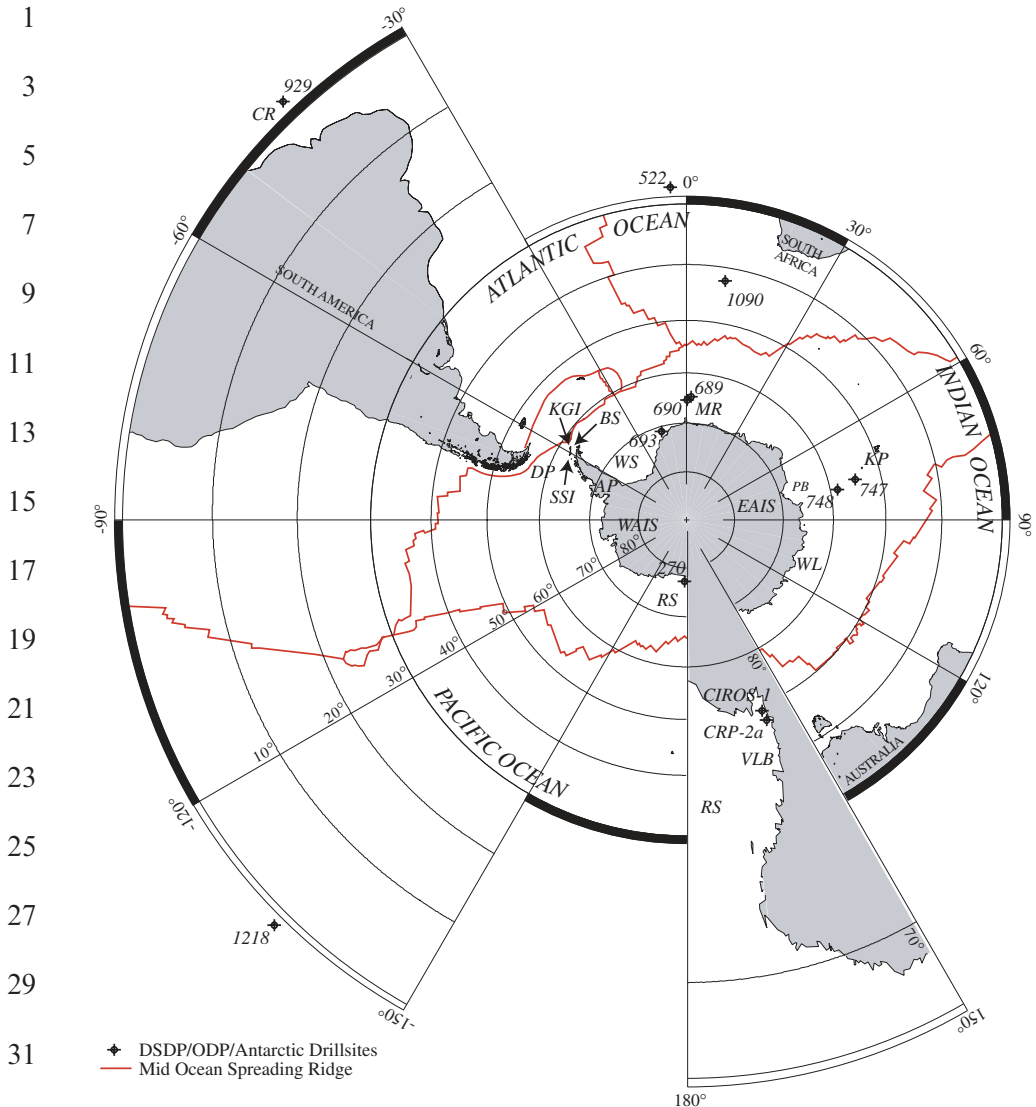 1
-30°
3
929
CR
5
522
0°
7
-60°
ATLANTIC OCEAN
30°
SOUTH
AFRICA
SOUTH AMERICA
9
1090
11
60°
INDIAN OCEAN
689
690
MR
KGI
BS
13
693
WS
KP
DP
SSI
AP
PB
748
747
EAIS
15
-90°
90°
WAIS
80°
17
270
WL
70°
RS
60°
50°
19
40°
80°
30°
120°
CIROS-1
21
20°
PACIFIC OCEAN
CRP-2a
VLB
AUSTRALIA
10°
23
-120°
RS
25
27
1218
70°
29
-150°
150°
31
DSDP/ODP/Antarctic Drillsites
Mid Ocean Spreading Ridge
180°